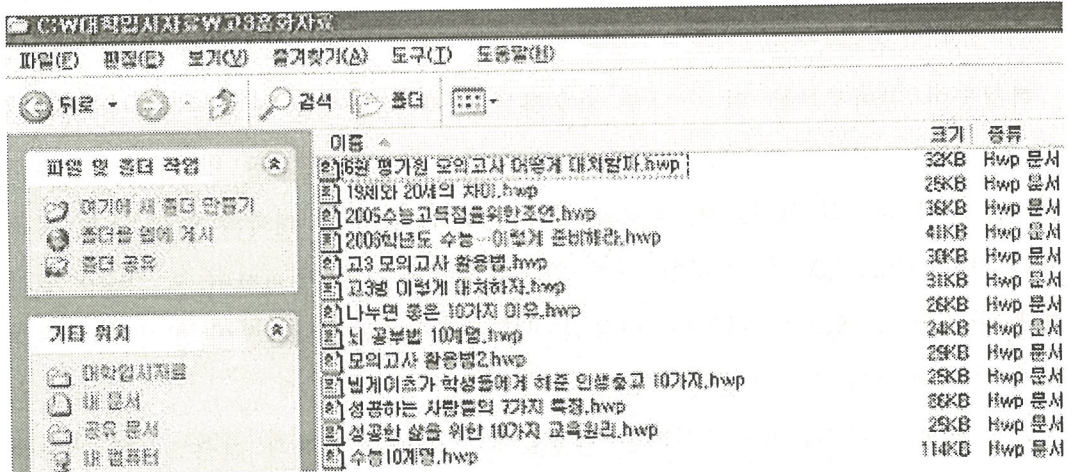 C:₩대학입시자료₩고3훈화자료
파일(F) 편집(E) 보기(V) 즐겨찾기(A) 도구(T) 도움말(H)
뒤로 검색 폴더
이름 크기 종류
파일 및 폴더 작업
여기에 새 폴더 만들기
폴더를 웹에 게시
폴더 공유
기타 위치
대학입시자료
내 문서
공유 문서
내 컴퓨터
6월 평가원 모의고사 어떻게 대처할까.hwp 32KB Hwp 문서
19세와 20세의 차이.hwp 25KB Hwp 문서
2005수능고득점을위한조언.hwp 36KB Hwp 문서
2006학년도 수능--이렇게 준비해라.hwp 41KB Hwp 문서
고3 모의고사 활용법.hwp 30KB Hwp 문서
고3병 이렇게 대처하자.hwp 31KB Hwp 문서
나누면 좋은 10가지 이유.hwp 26KB Hwp 문서
뇌 공부법 10계명.hwp 24KB Hwp 문서
모의고사 활용법2.hwp 29KB Hwp 문서
빌게이츠가 학생들에게 해준 인생충고 10가지.hwp 25KB Hwp 문서
성공하는 사람들의 7가지 특징.hwp Hwp 문서
성공한 삶을 위한 10가지 교육원리.hwp 25KB Hwp 문서
수능10계명.hwp 114KB Hwp 문서